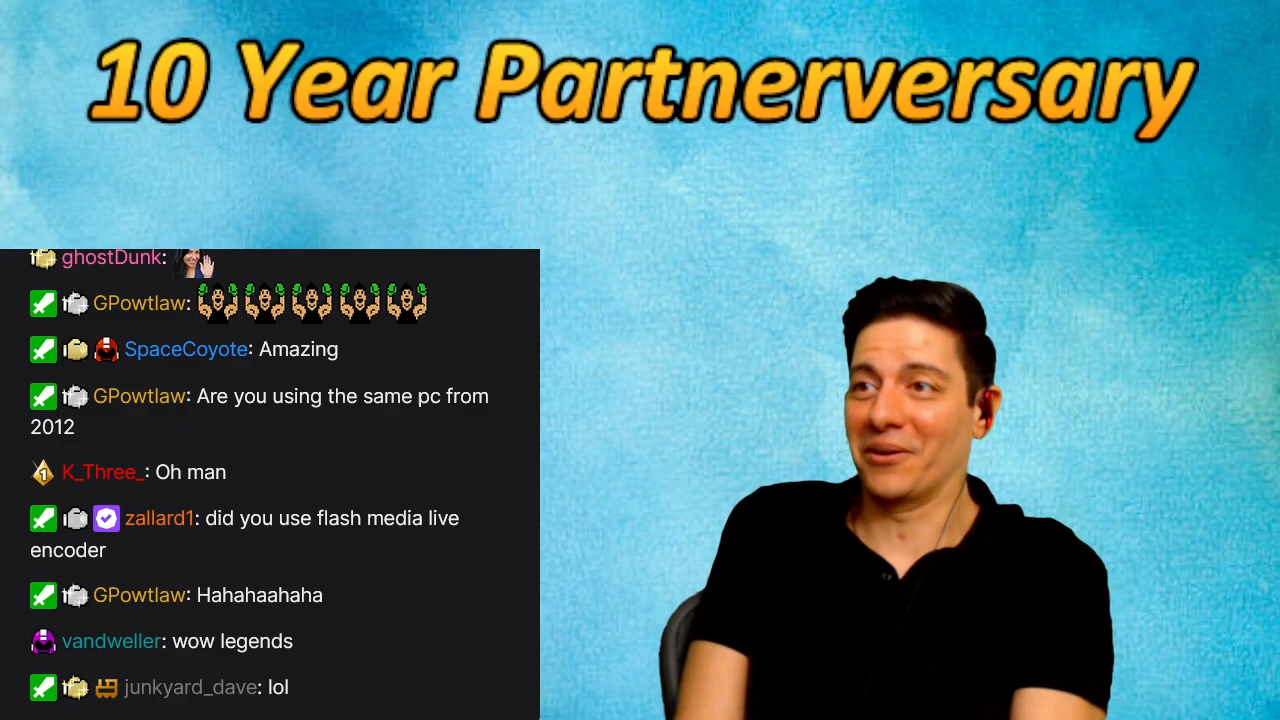 10 Year Partnerversary
ghostDunk:
GPowtlaw:
SpaceCoyote: Amazing
GPowtlaw: Are you using the same pc from
2012
1 K_Three_: Oh man
zallard1: did you use flash media live
encoder
GPowtlaw: Hahahaahaha
vandweller: wow legends
junkyard_dave: lol